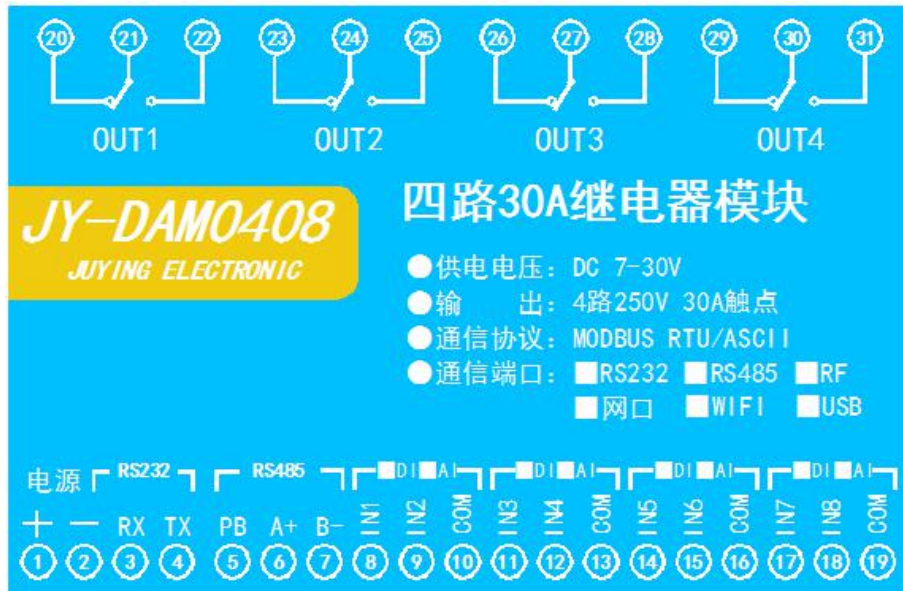 20 21 22 23 24 25 26 27 28 29 30 31
OUT1 OUT2 OUT3 OUT4
JY-DAM0408
JUYING ELECTRONIC
四路30A继电器模块
●供电电压：DC 7-30V
●输 出：4路250V 30A触点
●通信协议：MODBUS RTU/ASCII
●通信端口：■RS232 ■RS485 ■RF
■网口 ■WIFI ■USB
电源 RS232 RS485 ■DI■AI ■DI■AI ■DI■AI ■DI■AI
+ — RX TX PB A+ B- IN1 IN2 COM IN3 IN4 COM IN5 IN6 COM IN7 IN8 COM
1 2 3 4 5 6 7 8 9 10 11 12 13 14 15 16 17 18 19